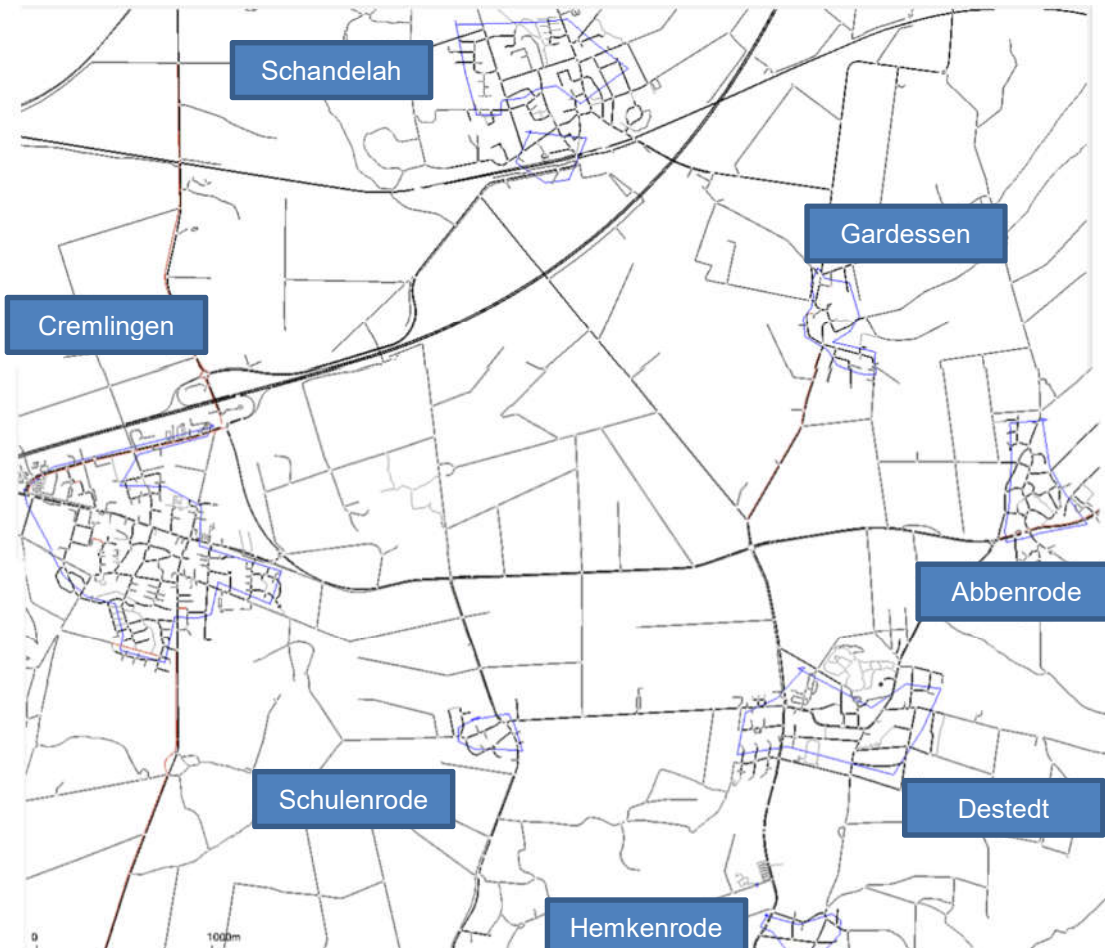 Schandelah
Gardessen
Cremlingen
Abbenrode
Schulenrode
Destedt
Hemkenrode
0 1000m